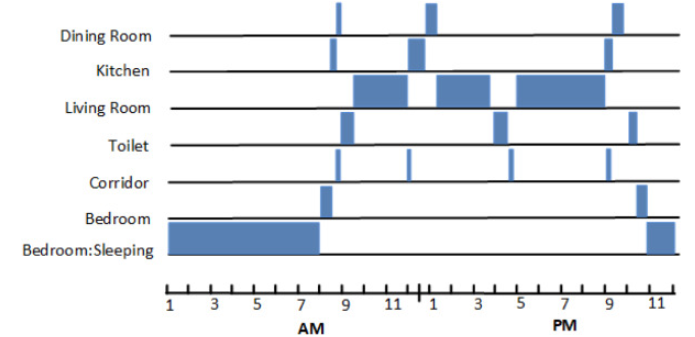 Dining Room
Kitchen
Living Room
Toilet
Corridor
Bedroom
Bedroom:Sleeping
1 3 5 7 9 11 1 3 5 7 9 11
AM PM